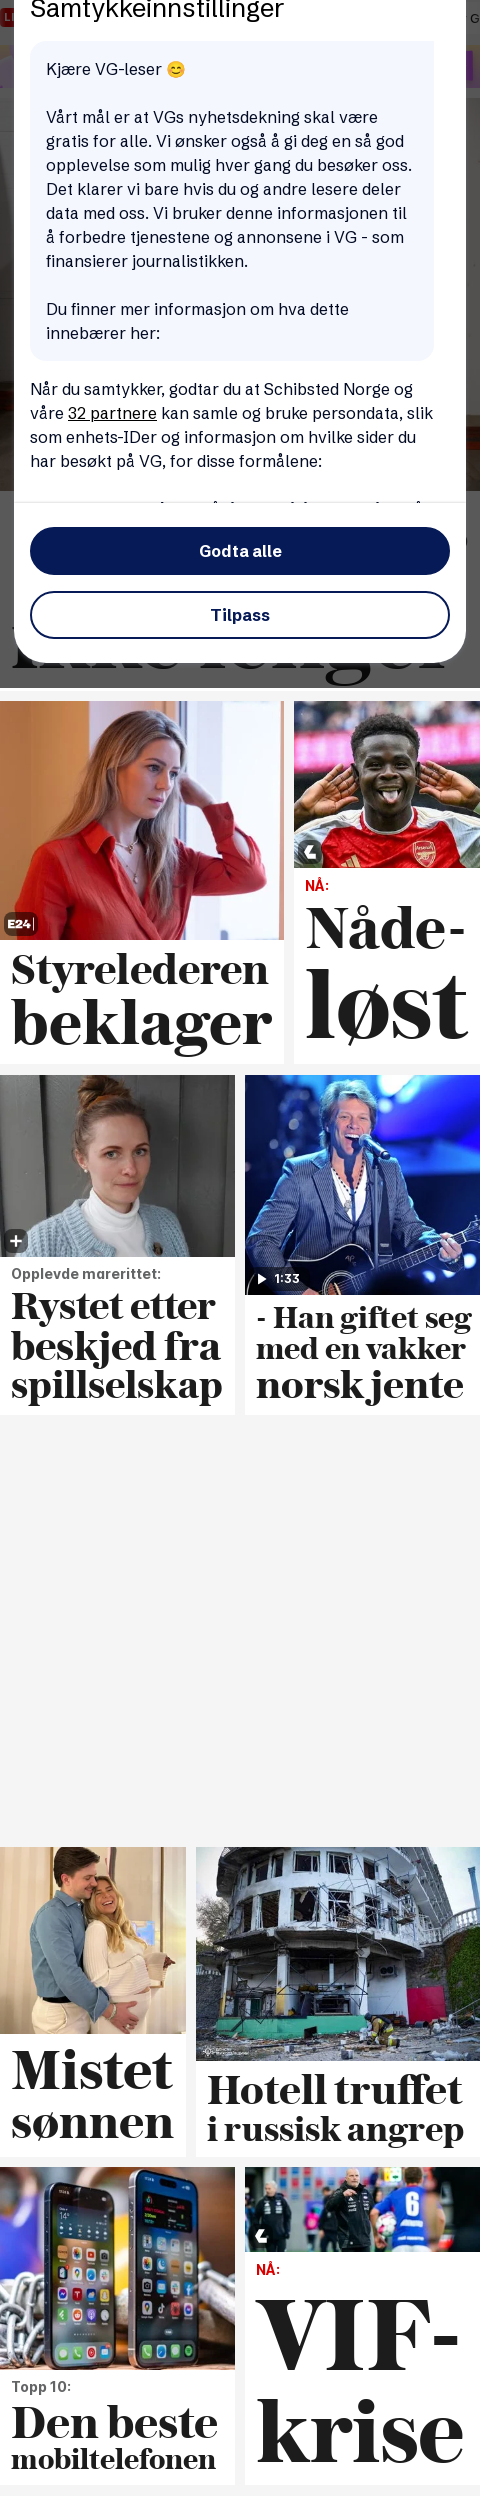 Samtykkeinnstillinger
Kjære VG-leser 😊
Vårt mål er at VGs nyhetsdekning skal være
gratis for alle. Vi ønsker også å gi deg en så god
opplevelse som mulig hver gang du besøker oss.
Det klarer vi bare hvis du og andre lesere deler
data med oss. Vi bruker denne informasjonen til
å forbedre tjenestene og annonsene i VG - som
finansierer journalistikken.
Du finner mer informasjon om hva dette
innebærer her:
Når du samtykker, godtar du at Schibsted Norge og
våre 32 partnere kan samle og bruke persondata, slik
som enhets-IDer og informasjon om hvilke sider du
har besøkt på VG, for disse formålene:
Godta alle
Tilpass
E24
Styrelederen
beklager
NÅ:
Nåde-
løst
Opplevde marerittet:
Rystet etter
beskjed fra
spillselskap
1:33
- Han giftet seg
med en vakker
norsk jente
Mistet
sønnen
Hotell truffet
i russisk angrep
Topp 10:
Den beste
mobiltelefonen
NÅ:
VIF-
krise